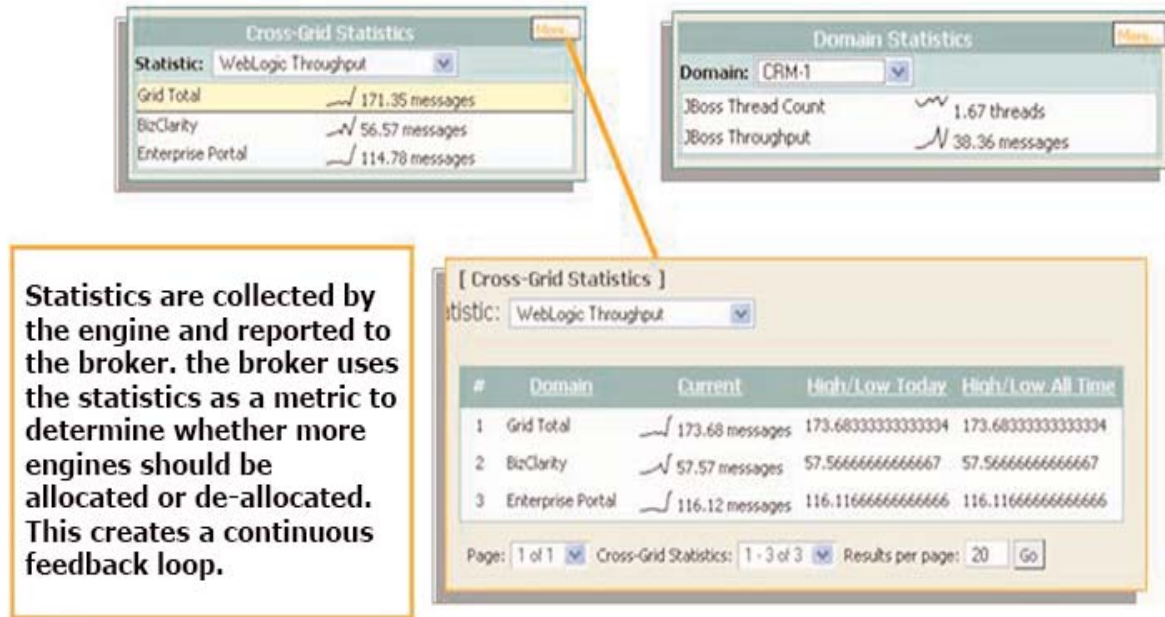 Cross-Grid Statistics More...
Statistic: WebLogic Throughput
Grid Total 171.35 messages
BizClarity 56.57 messages
Enterprise Portal 114.78 messages
Domain Statistics More...
Domain: CRM-1
JBoss Thread Count 1.67 threads
JBoss Throughput 38.36 messages
Statistics are collected by
the engine and reported to
the broker. the broker uses
the statistics as a metric to
determine whether more
engines should be
allocated or de-allocated.
This creates a continuous
feedback loop.
[ Cross-Grid Statistics ]
atistic: WebLogic Throughput
# Domain Current High/Low Today High/Low All Time
1 Grid Total 173.68 messages 173.68333333333334 173.68333333333334
2 BizClarity 57.57 messages 57.56666666666667 57.56666666666667
3 Enterprise Portal 116.12 messages 116.11666666666666 116.11666666666666
Page: 1 of 1 Cross-Grid Statistics: 1 - 3 of 3 Results per page: 20 Go